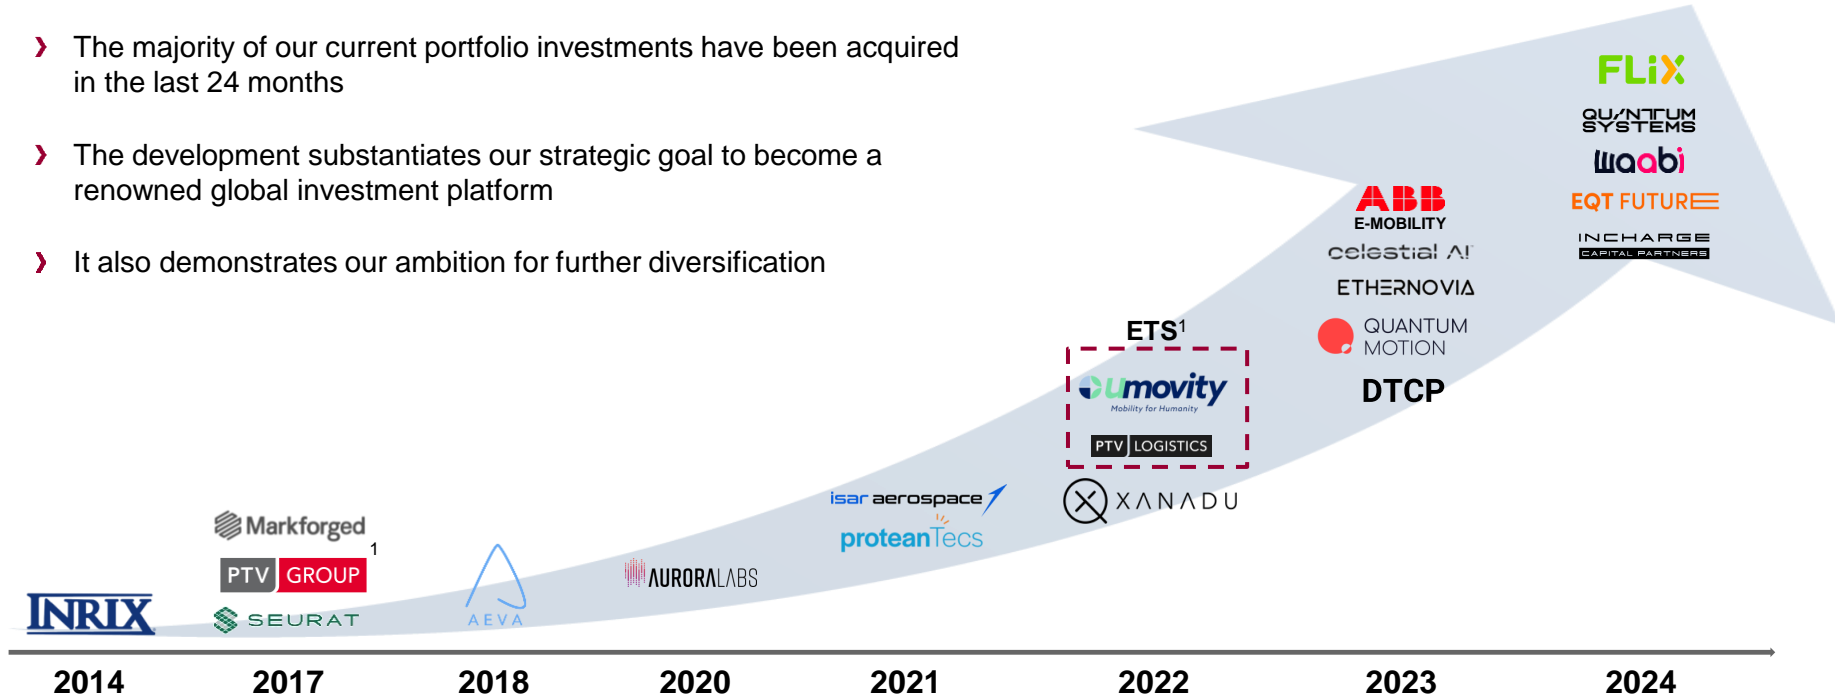 The majority of our current portfolio investments have been acquired
in the last 24 months
The development substantiates our strategic goal to become a
renowned global investment platform
It also demonstrates our ambition for further diversification
FLiX
QUANTUM
SYSTEMS
waabi
EQT FUTURE
INCHARGE
CAPITAL PARTNERS
ABB
E-MOBILITY
celestial AI
ETHERNOVIA
QUANTUM
MOTION
DTCP
ETS1
umovity
Mobility for Humanity
PTV LOGISTICS
XANADU
isar aerospace
proteanTecs
AURORALABS
AEVA
Markforged
PTV GROUP 1
SEURAT
INRIX
2014 2017 2018 2020 2021 2022 2023 2024